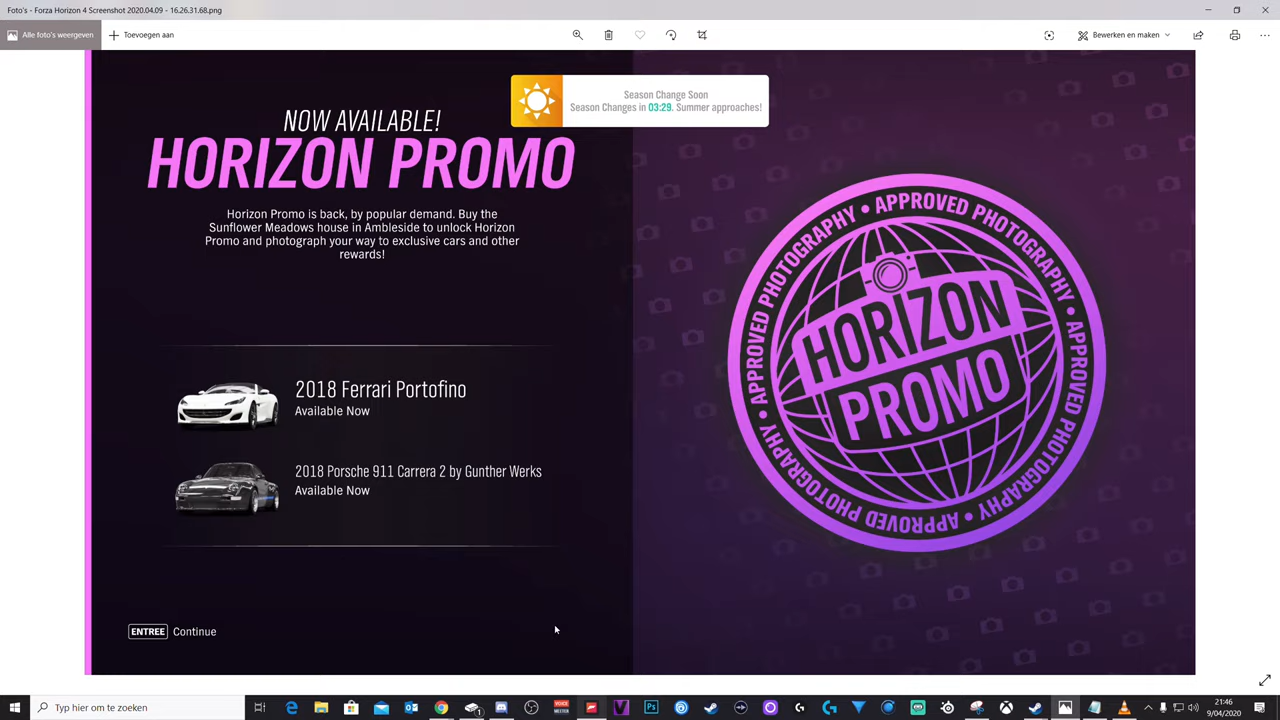 Foto's - Forza Horizon 4 Screenshot 2020.04.09 - 16.26.31.68.png
Alle foto's weergeven
Toevoegen aan
Bewerken en maken
Season Change Soon
Season Changes in 03:29. Summer approaches!
NOW AVAILABLE!
HORIZON PROMO
Horizon Promo is back, by popular demand. Buy the
Sunflower Meadows house in Ambleside to unlock Horizon
Promo and photograph your way to exclusive cars and other
rewards!
2018 Ferrari Portofino
Available Now
2018 Porsche 911 Carrera 2 by Gunther Werks
Available Now
ENTREE Continue
APPROVED PHOTOGRAPHY • APPROVED PHOTOGRAPHY • APPROVED PHOTOGRAPHY • APPROVED PHOTOGRAPHY •
HORIZON
PROMO
Typ hier om te zoeken
VOICE
MEETER
Ps
21:46
9/04/2020